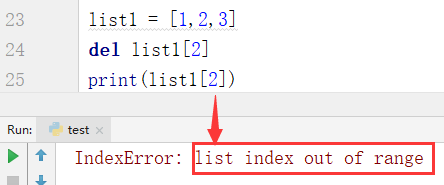 23 list1 = [1,2,3]
24 del list1[2]
25 print(list1[2])
Run: test ×
IndexError: list index out of range